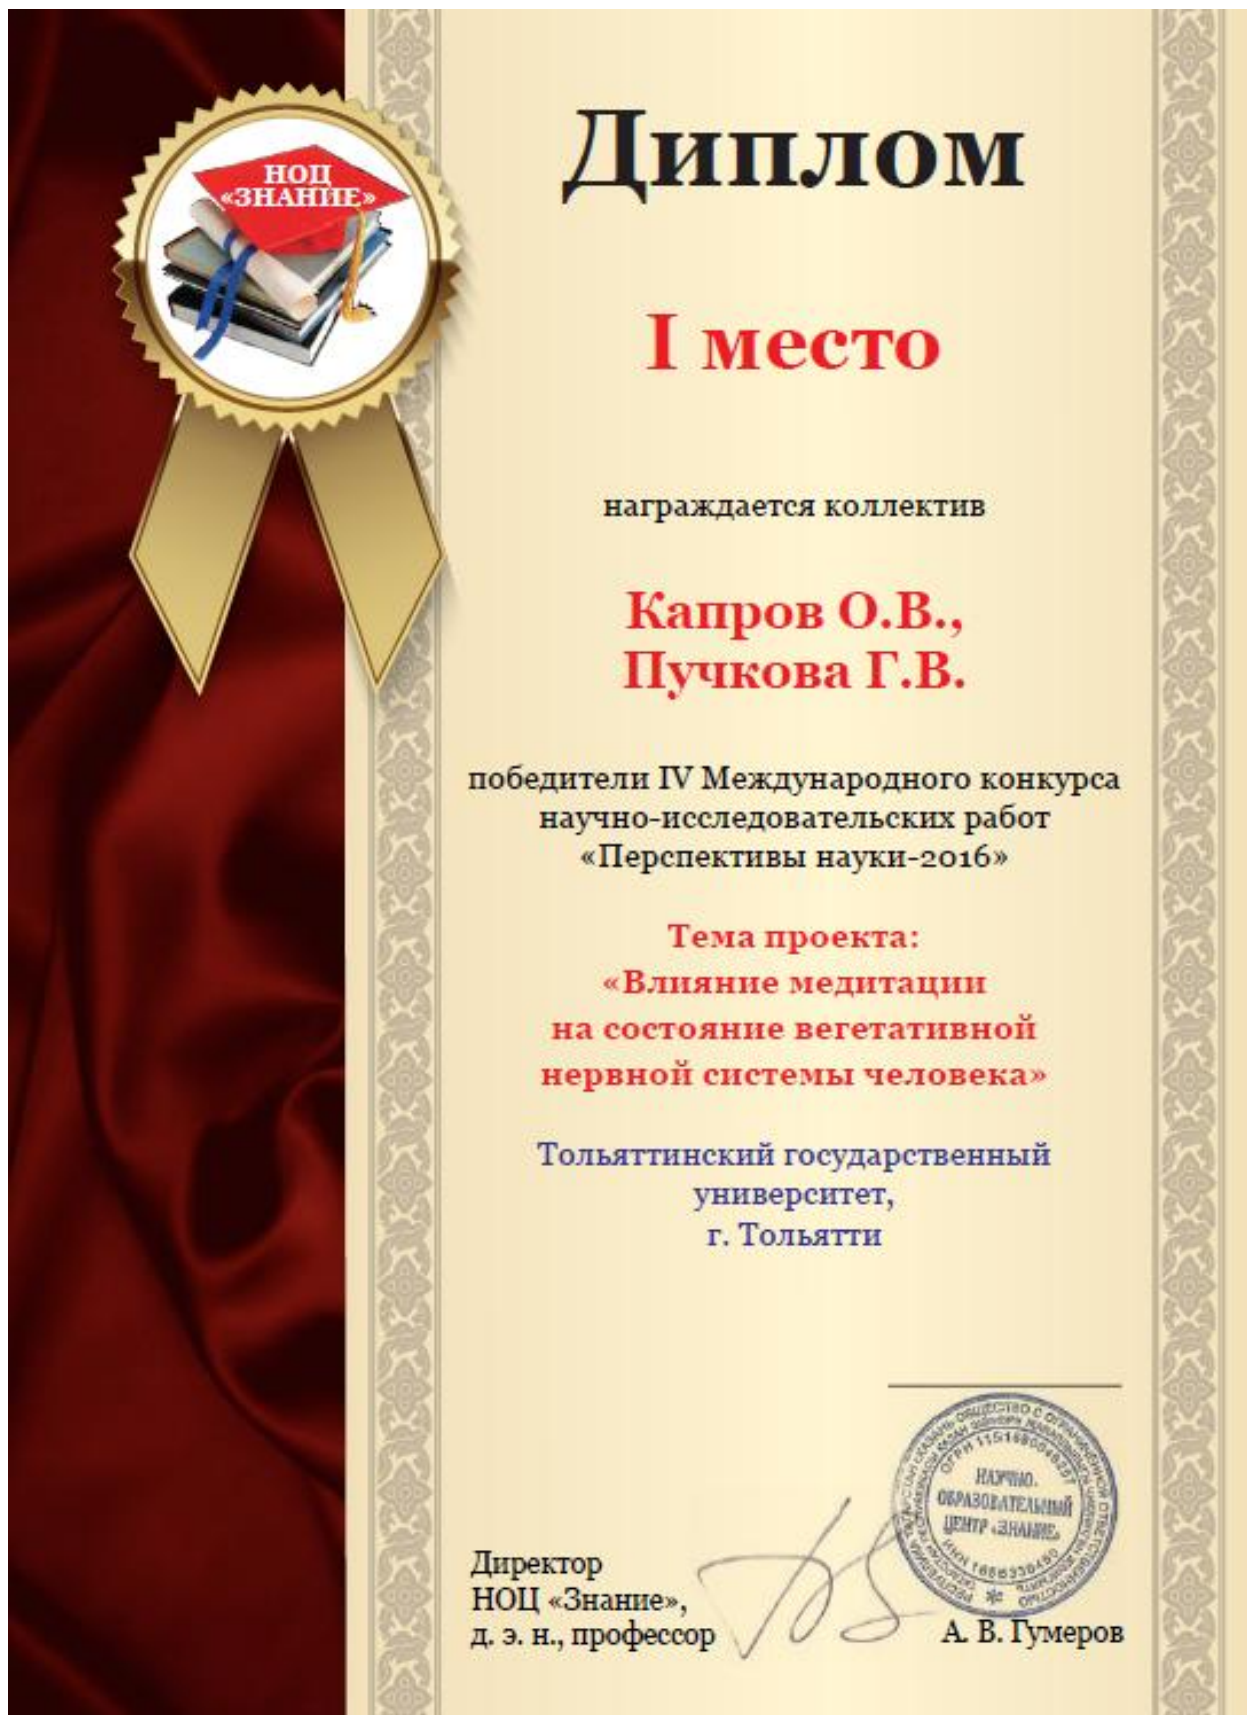 НОЦ
«ЗНАНИЕ»
Диплом
I место
награждается коллектив
Капров О.В.,
Пучкова Г.В.
победители IV Международного конкурса
научно-исследовательских работ
«Перспективы науки-2016»
Тема проекта:
«Влияние медитации
на состояние вегетативной
нервной системы человека»
Тольяттинский государственный
университет,
г. Тольятти
НАУЧНО-
ОБРАЗОВАТЕЛЬНЫЙ
ЦЕНТР «ЗНАНИЕ»
Директор
НОЦ «Знание»,
д. э. н., профессор
А. В. Гумеров